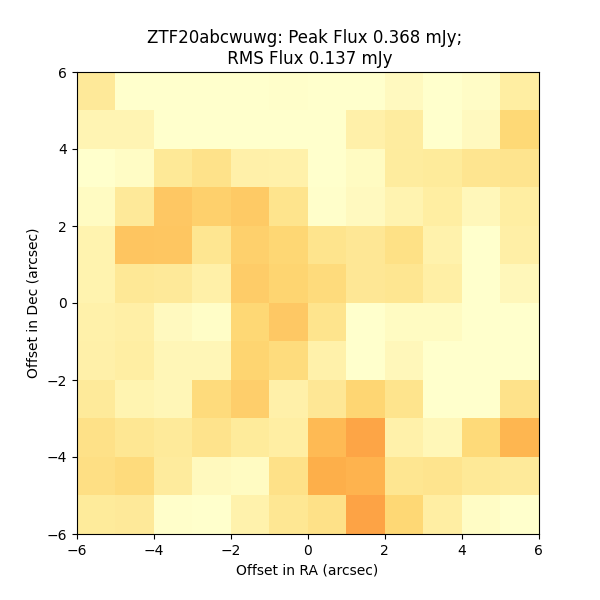 ZTF20abcwuwg: Peak Flux 0.368 mJy;
RMS Flux 0.137 mJy
6
4
2
0
−2
−4
−6
Offset in Dec (arcsec)
−6 −4 −2 0 2 4 6
Offset in RA (arcsec)